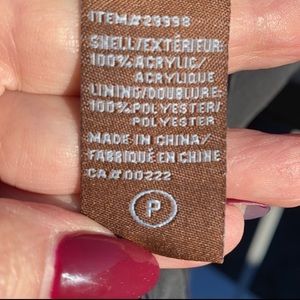 ITEM#29998
SHELL/EXTÉRIEUR:
100% ACRYLIC/
ACRYLIQUE
LINING/DOUBLURE:
100% POLYESTER/
POLYESTER
MADE IN CHINA/
FABRIQUÉ EN CHINE
CA# 00222
P